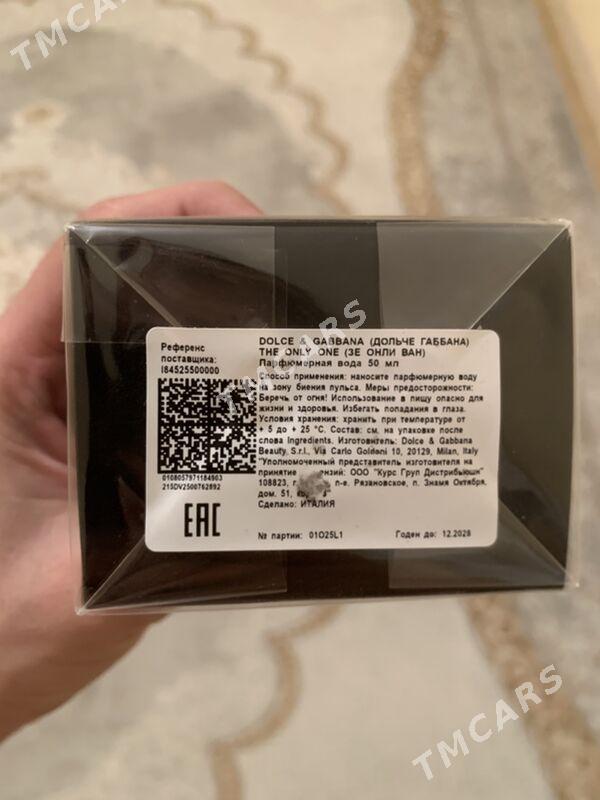 TMCARS
Референс
поставщика:
I84525500000
0108057971184903
215DV2500762892
EAC
DOLCE & GABBANA (ДОЛЬЧЕ ГАББАНА)
THE ONLY ONE (ЗЕ ОНЛИ ВАН)
Парфюмерная вода 50 мл
Способ применения: наносите парфюмерную воду
на зону биения пульса. Меры предосторожности:
Беречь от огня! Использование в пищу опасно для
жизни и здоровья. Избегать попадания в глаза.
Условия хранения: хранить при температуре от
+ 5 до + 25 °C. Состав: см. на упаковке после
слова Ingredients. Изготовитель: Dolce & Gabbana
Beauty, S.r.l., Via Carlo Goldoni 10, 20129, Milan, Italy
"Уполномоченный представитель изготовителя на
принятие ООО "Курс Груп Дистрибьюшн"
108823, п-е. Рязановское, п. Знамя Октября,
дом. 51,
Сделано: ИТАЛИЯ
№ партии: 01O25L1
Годен до: 12.2028
TMCARS
TMCARS